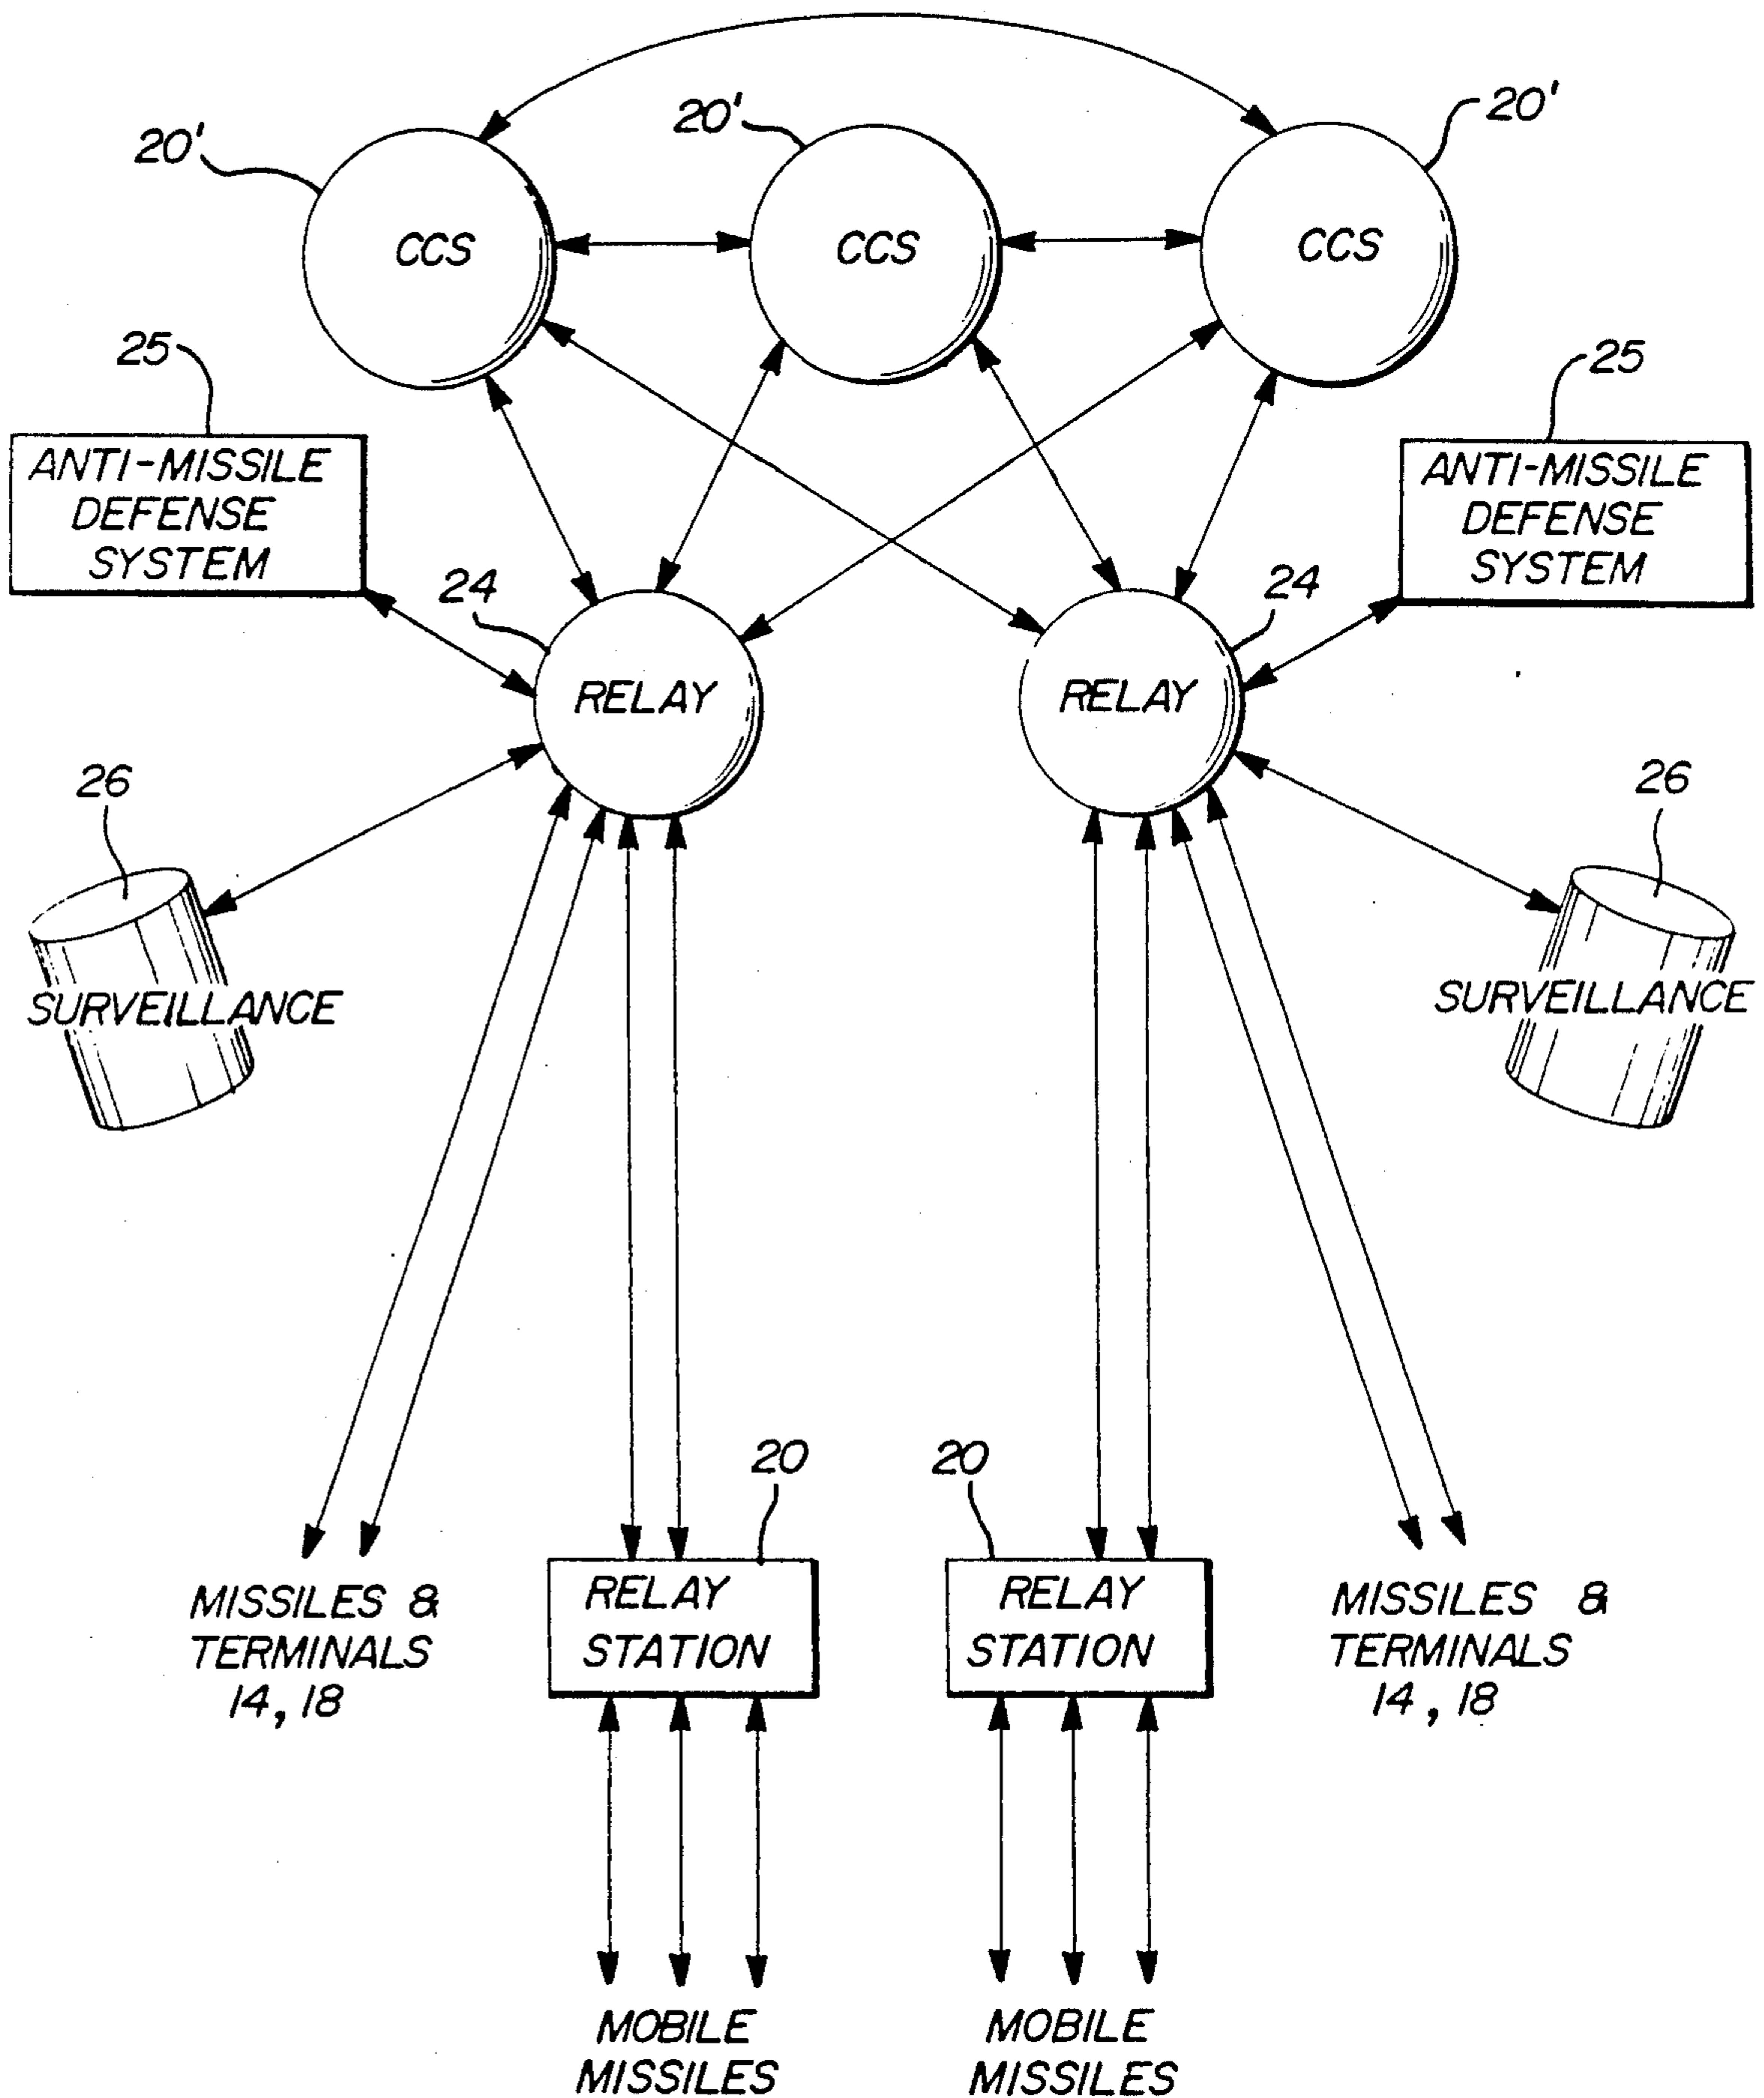 20'
20'
20'
CCS
CCS
CCS
25
25
ANTI-MISSILE
DEFENSE
SYSTEM
ANTI-MISSILE
DEFENSE
SYSTEM
24
24
RELAY
RELAY
26
26
SURVEILLANCE
SURVEILLANCE
20
20
MISSILES &
TERMINALS
14, 18
RELAY
STATION
RELAY
STATION
MISSILES &
TERMINALS
14, 18
MOBILE
MISSILES
MOBILE
MISSILES